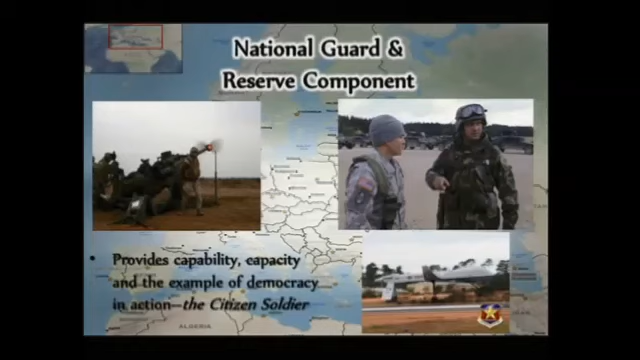 National Guard &
Reserve Component
• Provides capability, capacity
and the example of democracy
in action—the Citizen Soldier
ALGERIA